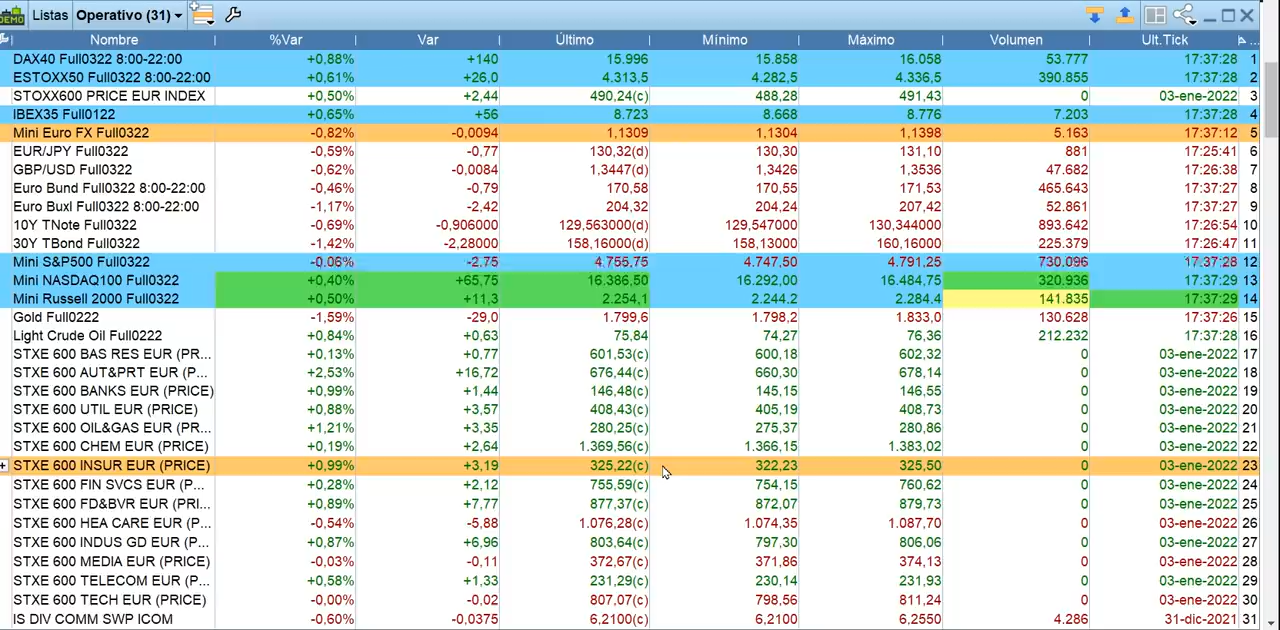 DEMO Listas Operativo (31)
Nombre %Var Var Último Mínimo Máximo Volumen Ult.Tick ...
DAX40 Full0322 8:00-22:00 +0,88% +140 15.996 15.858 16.058 53.777 17:37:28 1
ESTOXX50 Full0322 8:00-22:00 +0,61% +26,0 4.313,5 4.282,5 4.336,5 390.855 17:37:28 2
STOXX600 PRICE EUR INDEX +0,50% +2,44 490,24(c) 488,28 491,43 0 03-ene-2022 3
IBEX35 Full0122 +0,65% +56 8.723 8.668 8.776 7.203 17:37:28 4
Mini Euro FX Full0322 -0,82% -0,0094 1,1309 1,1304 1,1398 5.163 17:37:12 5
EUR/JPY Full0322 -0,59% -0,77 130,32(d) 130,30 131,10 881 17:25:41 6
GBP/USD Full0322 -0,62% -0,0084 1,3447(d) 1,3426 1,3536 47.682 17:26:38 7
Euro Bund Full0322 8:00-22:00 -0,46% -0,79 170,58 170,55 171,53 465.643 17:37:27 8
Euro Buxl Full0322 8:00-22:00 -1,17% -2,42 204,32 204,24 207,42 52.861 17:37:27 9
10Y TNote Full0322 -0,69% -0,906000 129,563000(d) 129,547000 130,344000 893.642 17:26:54 10
30Y TBond Full0322 -1,42% -2,28000 158,16000(d) 158,13000 160,16000 225.379 17:26:47 11
Mini S&P500 Full0322 -0,06% -2,75 4.755,75 4.747,50 4.791,25 730.096 17:37:28 12
Mini NASDAQ100 Full0322 +0,40% +65,75 16.386,50 16.292,00 16.484,75 320.936 17:37:29 13
Mini Russell 2000 Full0322 +0,50% +11,3 2.254,1 2.244,2 2.284,4 141.835 17:37:29 14
Gold Full0222 -1,59% -29,0 1.799,6 1.798,2 1.833,0 130.628 17:37:26 15
Light Crude Oil Full0222 +0,84% +0,63 75,84 74,27 76,36 212.232 17:37:28 16
STXE 600 BAS RES EUR (PR... +0,13% +0,77 601,53(c) 600,18 602,32 0 03-ene-2022 17
STXE 600 AUT&PRT EUR (P... +2,53% +16,72 676,44(c) 660,30 678,14 0 03-ene-2022 18
STXE 600 BANKS EUR (PRICE) +0,99% +1,44 146,48(c) 145,15 146,55 0 03-ene-2022 19
STXE 600 UTIL EUR (PRICE) +0,88% +3,57 408,43(c) 405,19 408,73 0 03-ene-2022 20
STXE 600 OIL&GAS EUR (PR... +1,21% +3,35 280,25(c) 275,37 280,86 0 03-ene-2022 21
STXE 600 CHEM EUR (PRICE) +0,19% +2,64 1.369,56(c) 1.366,15 1.383,02 0 03-ene-2022 22
STXE 600 INSUR EUR (PRICE) +0,99% +3,19 325,22(c) 322,23 325,50 0 03-ene-2022 23
STXE 600 FIN SVCS EUR (P... +0,28% +2,12 755,59(c) 754,15 760,62 0 03-ene-2022 24
STXE 600 FD&BVR EUR (PRI... +0,89% +7,77 877,37(c) 872,07 879,73 0 03-ene-2022 25
STXE 600 HEA CARE EUR (P... -0,54% -5,88 1.076,28(c) 1.074,35 1.087,70 0 03-ene-2022 26
STXE 600 INDUS GD EUR (P... +0,87% +6,96 803,64(c) 797,30 806,06 0 03-ene-2022 27
STXE 600 MEDIA EUR (PRICE) -0,03% -0,11 372,67(c) 371,86 374,13 0 03-ene-2022 28
STXE 600 TELECOM EUR (P... +0,58% +1,33 231,29(c) 230,14 231,93 0 03-ene-2022 29
STXE 600 TECH EUR (PRICE) -0,00% -0,02 807,07(c) 798,56 811,24 0 03-ene-2022 30
IS DIV COMM SWP ICOM -0,60% -0,0375 6,2100(c) 6,2100 6,2550 4.286 31-dic-2021 31